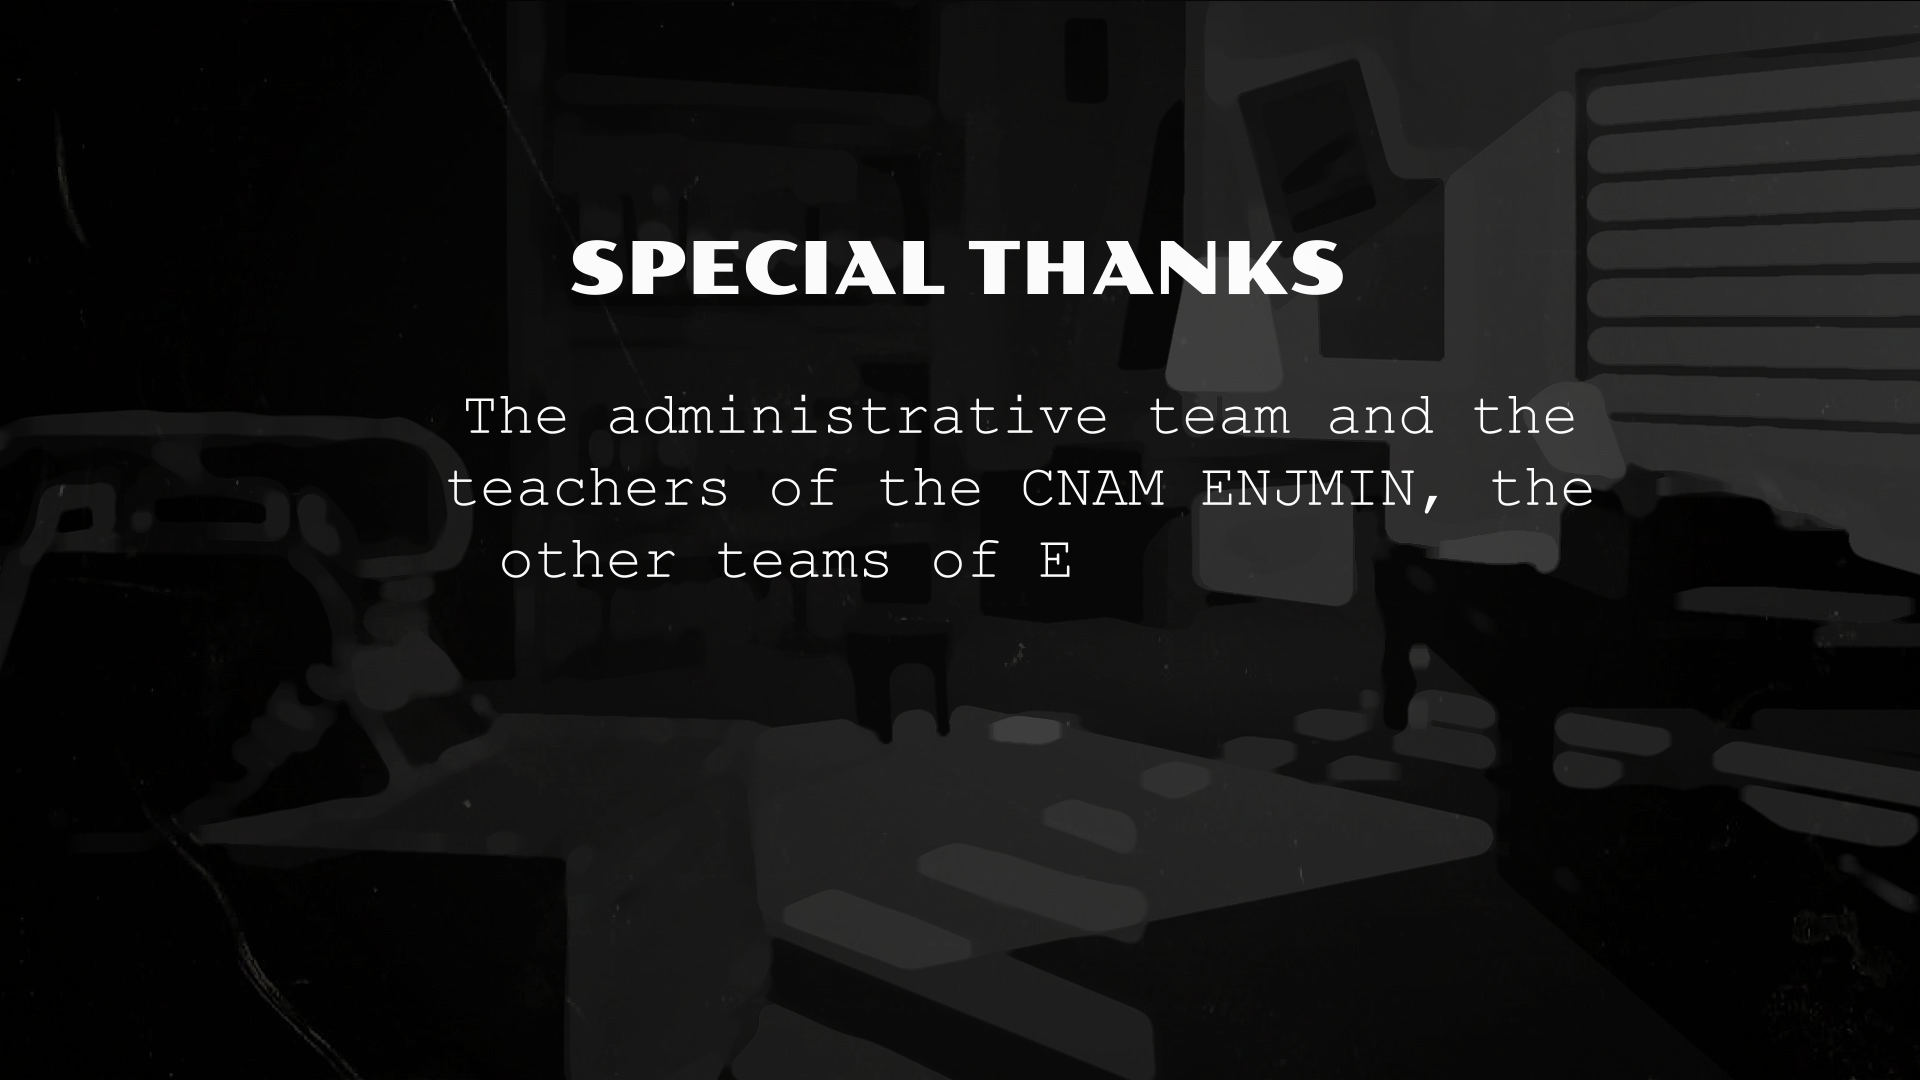 SPECIAL THANKS
The administrative team and the
teachers of the CNAM ENJMIN, the
other teams of E